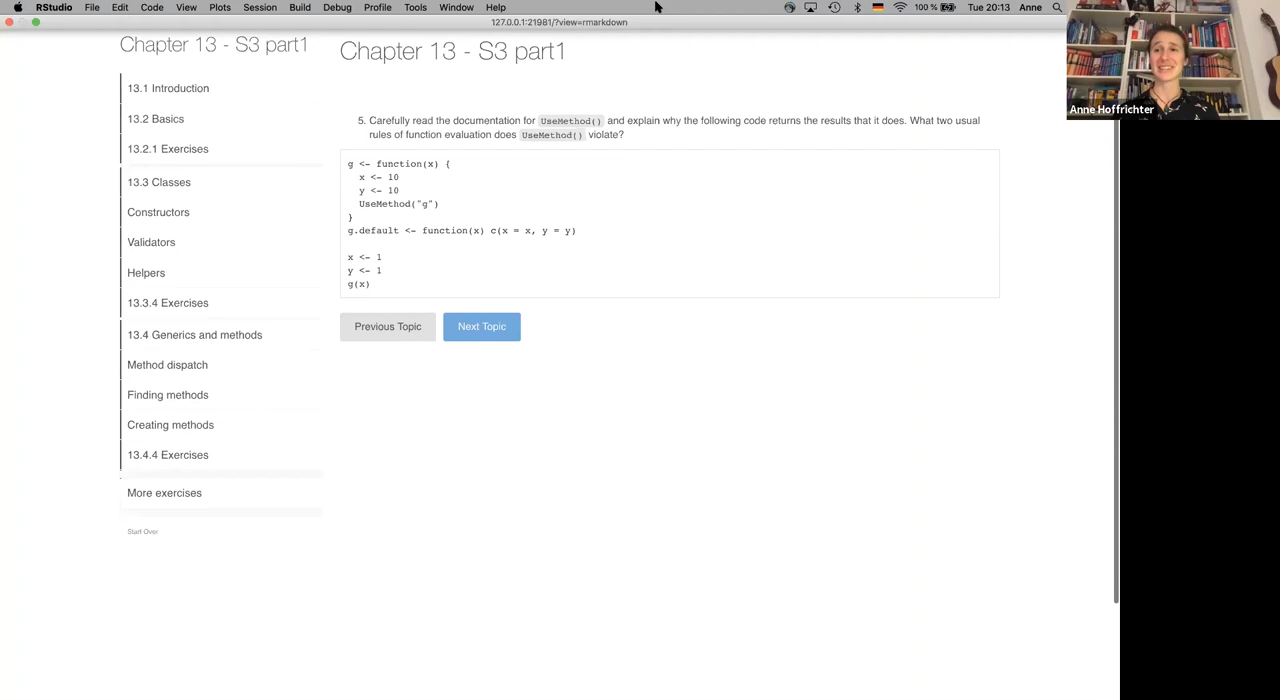 RStudio File Edit Code View Plots Session Build Debug Profile Tools Window Help 100 % Tue 20:13 Anne
127.0.0.1:21981/?view=rmarkdown
Chapter 13 - S3 part1
13.1 Introduction
13.2 Basics
13.2.1 Exercises
13.3 Classes
Constructors
Validators
Helpers
13.3.4 Exercises
13.4 Generics and methods
Method dispatch
Finding methods
Creating methods
13.4.4 Exercises
More exercises
Start Over
Chapter 13 - S3 part1
5. Carefully read the documentation for UseMethod() and explain why the following code returns the results that it does. What two usual
rules of function evaluation does UseMethod() violate?
g <- function(x) {
  x <- 10
  y <- 10
  UseMethod("g")
}
g.default <- function(x) c(x = x, y = y)
x <- 1
y <- 1
g(x)
Previous Topic Next Topic
Anne Hoffrichter